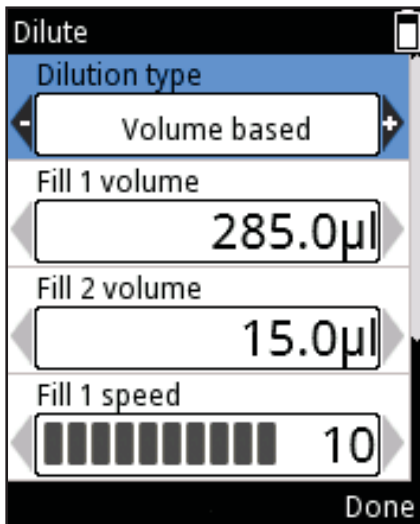 Dilute
Dilution type
- Volume based +
Fill 1 volume
285.0µl
Fill 2 volume
15.0µl
Fill 1 speed
10
Done